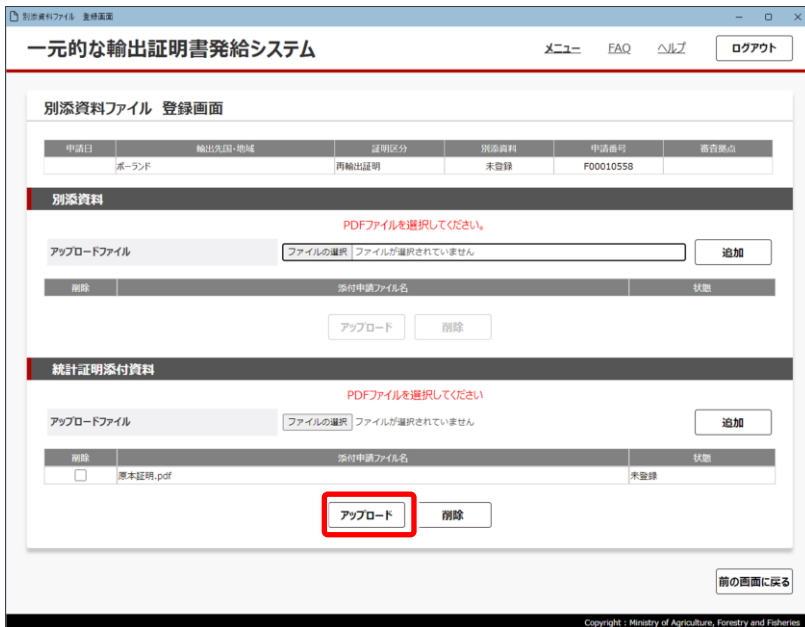 別添資料ファイル 登録画面
一元的な輸出証明書発給システム
メニュー FAQ ヘルプ ログアウト
別添資料ファイル 登録画面
申請日 輸出先国・地域 証明区分 別添資料 申請番号 審査拠点
ポーランド 再輸出証明 未登録 F00010558
別添資料
PDFファイルを選択してください。
アップロードファイル ファイルの選択 ファイルが選択されていません 追加
削除 添付申請ファイル名 状態
アップロード 削除
統計証明添付資料
PDFファイルを選択してください
アップロードファイル ファイルの選択 ファイルが選択されていません 追加
削除 添付申請ファイル名 状態
原本証明.pdf 未登録
アップロード 削除
前の画面に戻る
Copyright : Ministry of Agriculture, Forestry and Fisheries